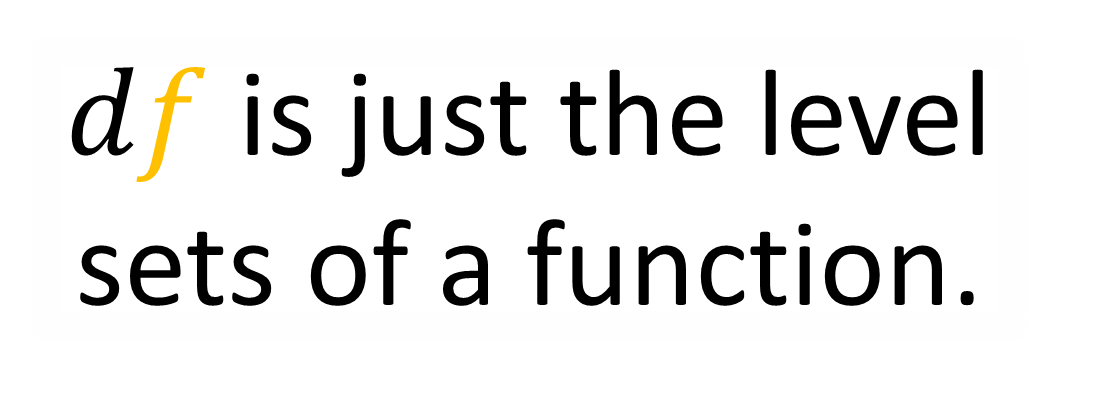 df is just the level
sets of a function.